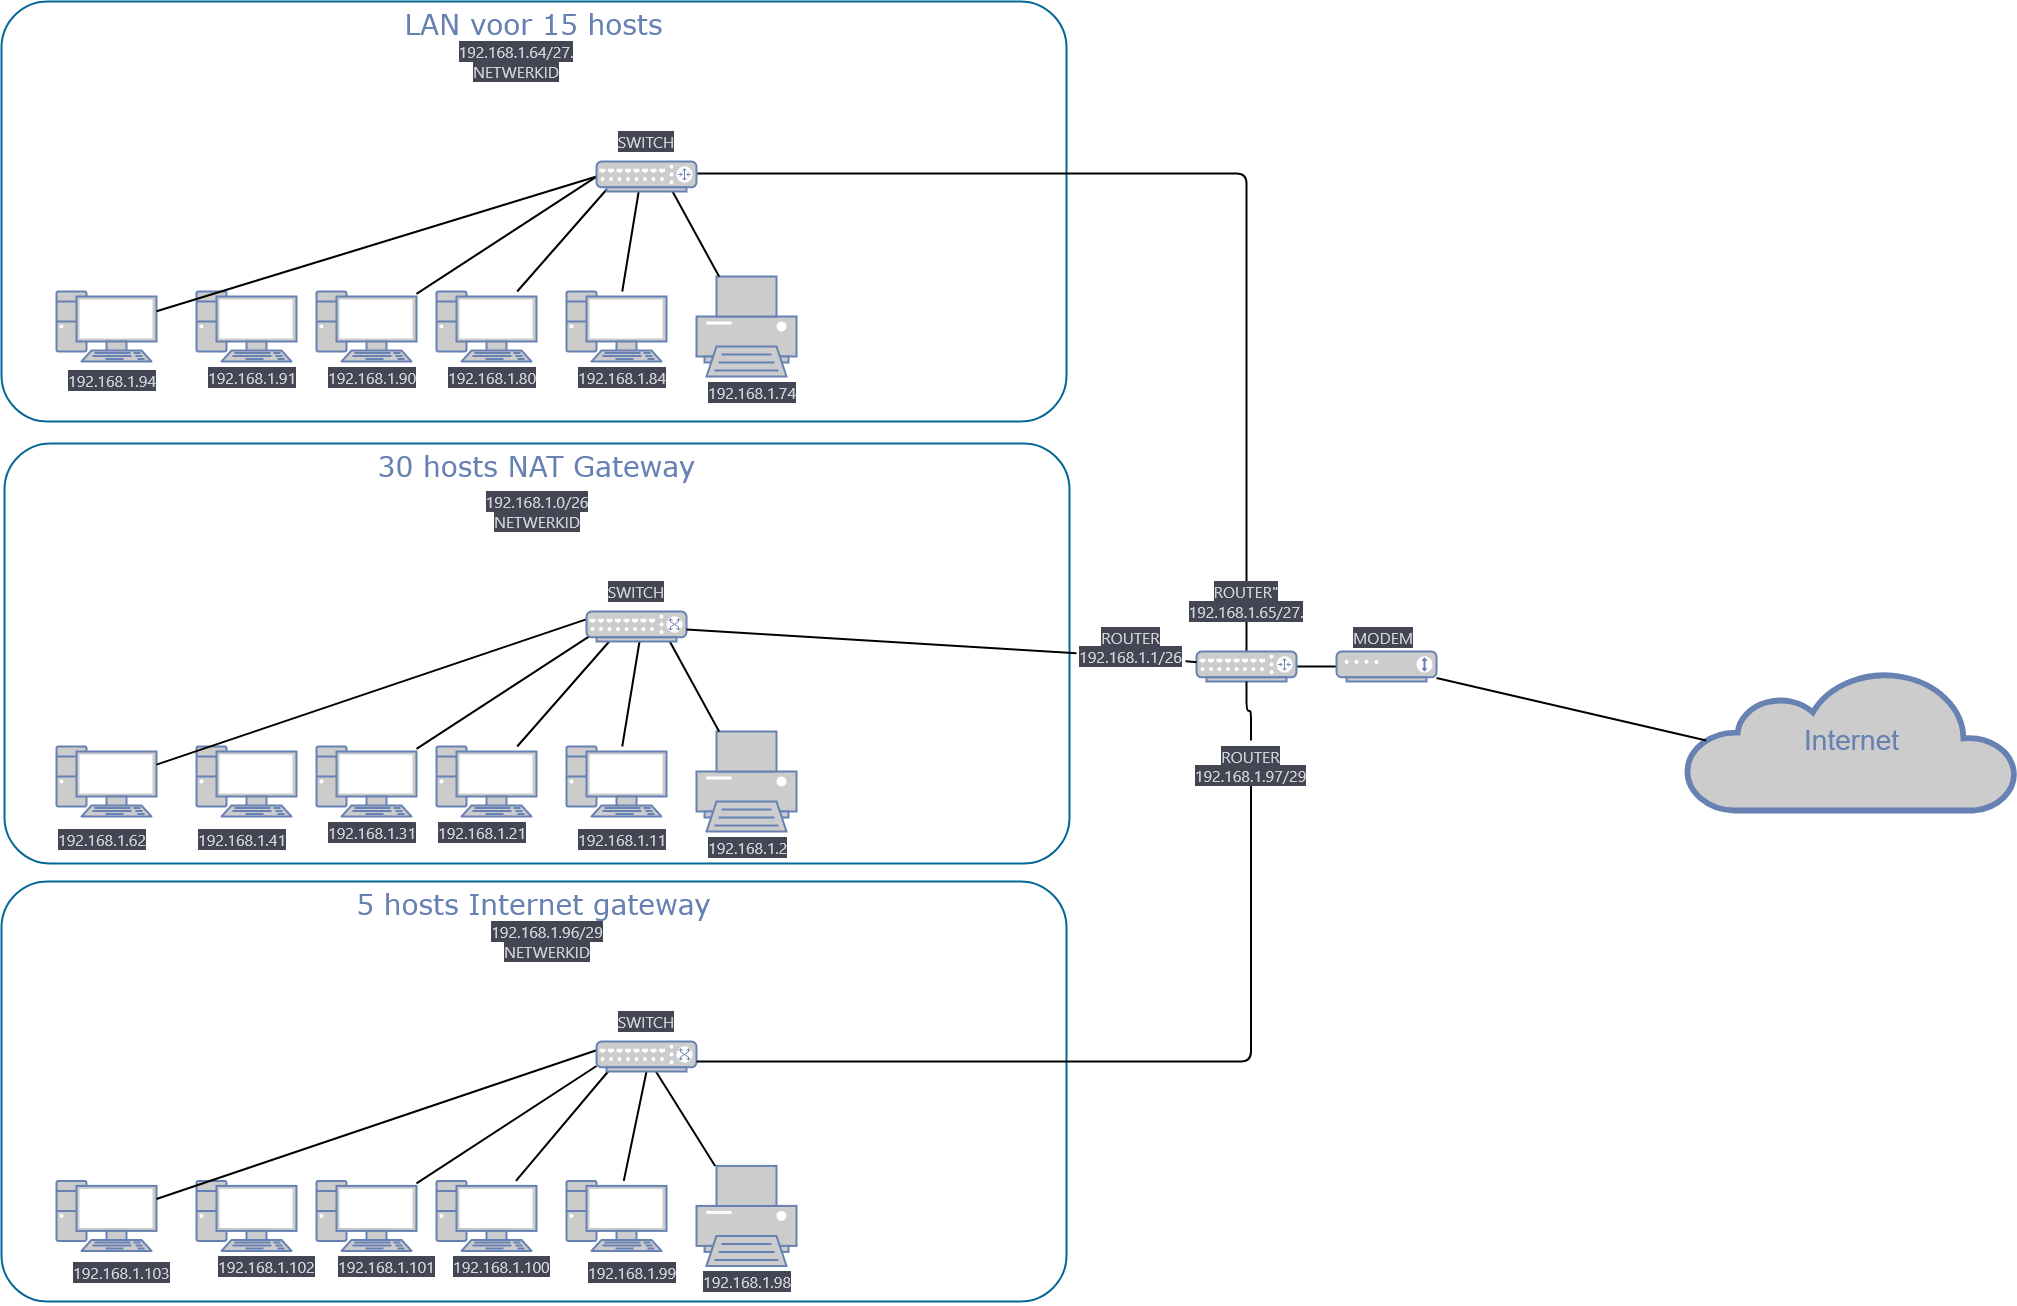 LAN voor 15 hosts
192.168.1.64/27.
NETWERKID
SWITCH
192.168.1.94
192.168.1.91
192.168.1.90
192.168.1.80
192.168.1.84
192.168.1.74
30 hosts NAT Gateway
192.168.1.0/26
NETWERKID
SWITCH
192.168.1.62
192.168.1.41
192.168.1.31
192.168.1.21
192.168.1.11
192.168.1.2
ROUTER"
192.168.1.65/27.
ROUTER
192.168.1.1/26
MODEM
Internet
ROUTER
192.168.1.97/29
5 hosts Internet gateway
192.168.1.96/29
NETWERKID
SWITCH
192.168.1.103
192.168.1.102
192.168.1.101
192.168.1.100
192.168.1.99
192.168.1.98